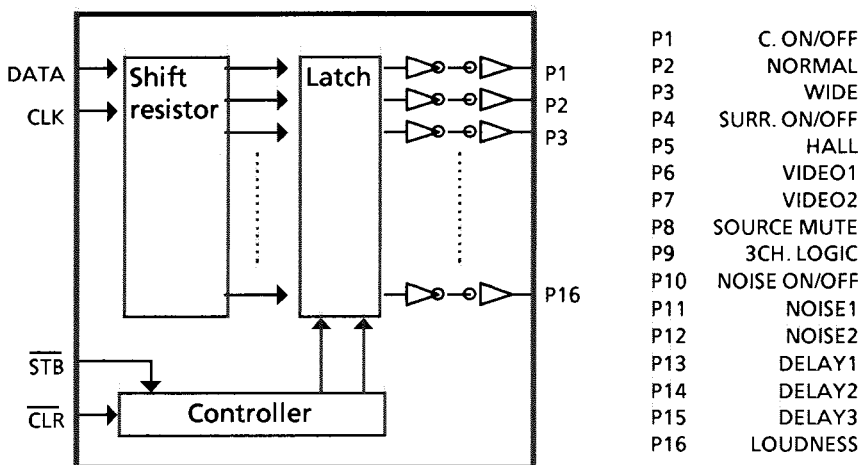 DATA
CLK
Shift
resistor
Latch
P1
P2
P3
P16
STB
CLR
Controller
P1 C. ON/OFF
P2 NORMAL
P3 WIDE
P4 SURR. ON/OFF
P5 HALL
P6 VIDEO1
P7 VIDEO2
P8 SOURCE MUTE
P9 3CH. LOGIC
P10 NOISE ON/OFF
P11 NOISE1
P12 NOISE2
P13 DELAY1
P14 DELAY2
P15 DELAY3
P16 LOUDNESS